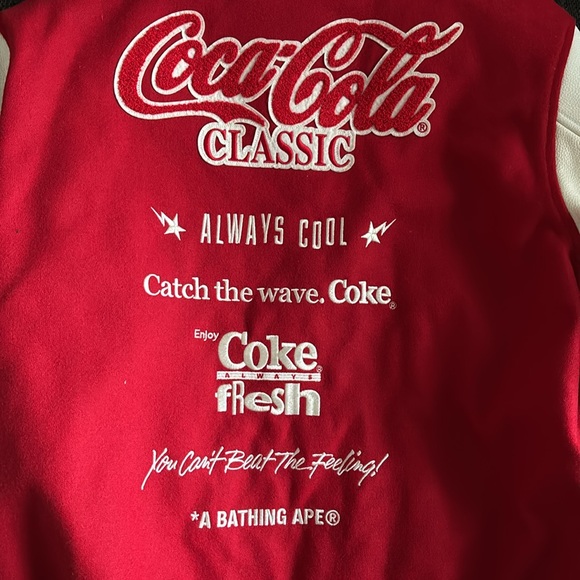 Coca-Cola®
CLASSIC
ALWAYS COOL
Catch the wave. Coke®
Enjoy
Coke®
ALWAYS
fResh
You Can't Beat The Feeling!
*A BATHING APE®